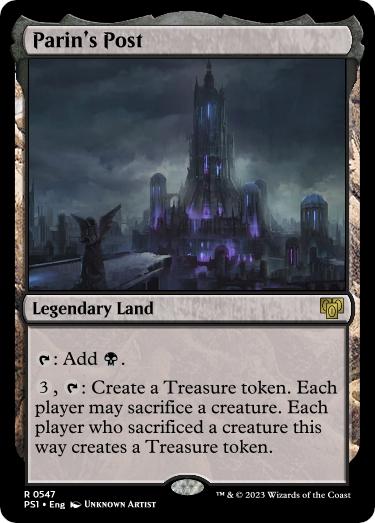 Parin's Post
Legendary Land
: Add .
3 , : Create a Treasure token. Each
player may sacrifice a creature. Each
player who sacrificed a creature this
way creates a Treasure token.
R 0547
PS1 • Eng Unknown Artist
™ & © 2023 Wizards of the Coast